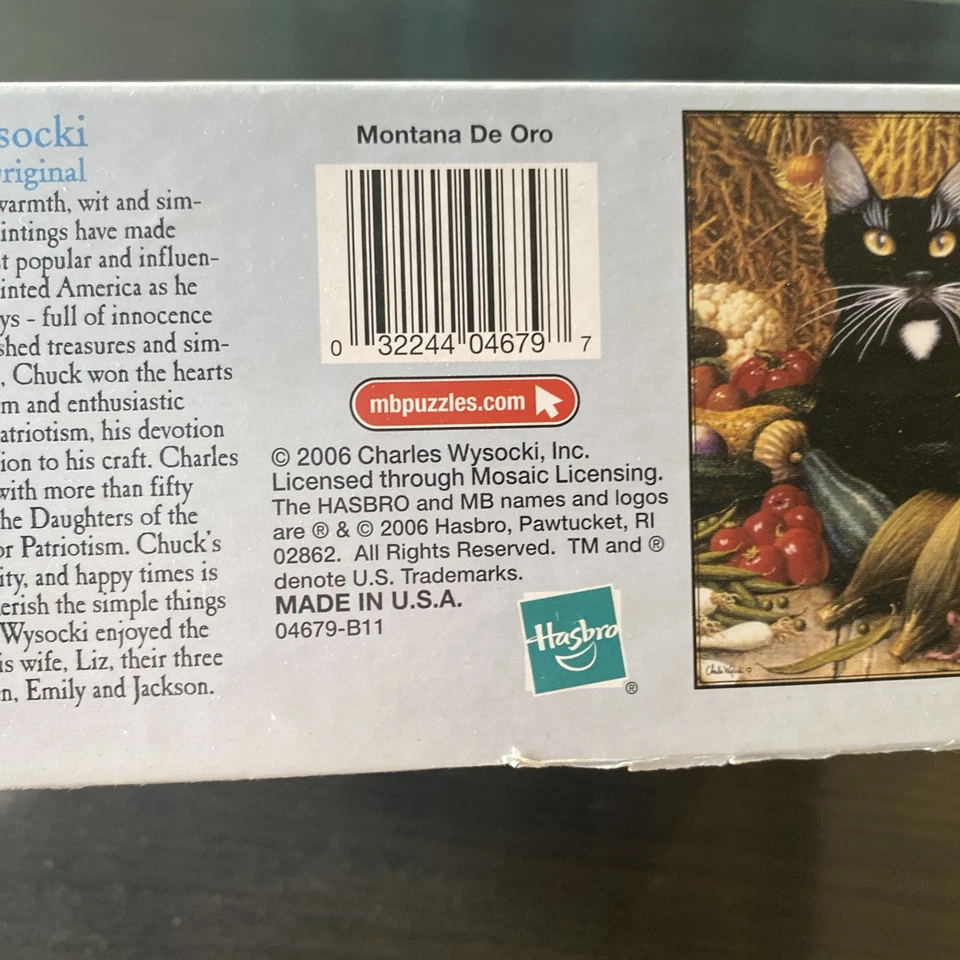 socki
riginal
warmth, wit and sim-
intings have made
t popular and influen-
inted America as he
ys - full of innocence
shed treasures and sim-
, Chuck won the hearts
m and enthusiastic
atriotism, his devotion
ion to his craft. Charles
with more than fifty
he Daughters of the
or Patriotism. Chuck's
ity, and happy times is
erish the simple things
Wysocki enjoyed the
is wife, Liz, their three
n, Emily and Jackson.
Montana De Oro
0 32244 04679 7
mbpuzzles.com
© 2006 Charles Wysocki, Inc.
Licensed through Mosaic Licensing.
The HASBRO and MB names and logos
are ® & © 2006 Hasbro, Pawtucket, RI
02862. All Rights Reserved. TM and ®
denote U.S. Trademarks.
MADE IN U.S.A.
04679-B11
Hasbro
®
Charles Wysocki